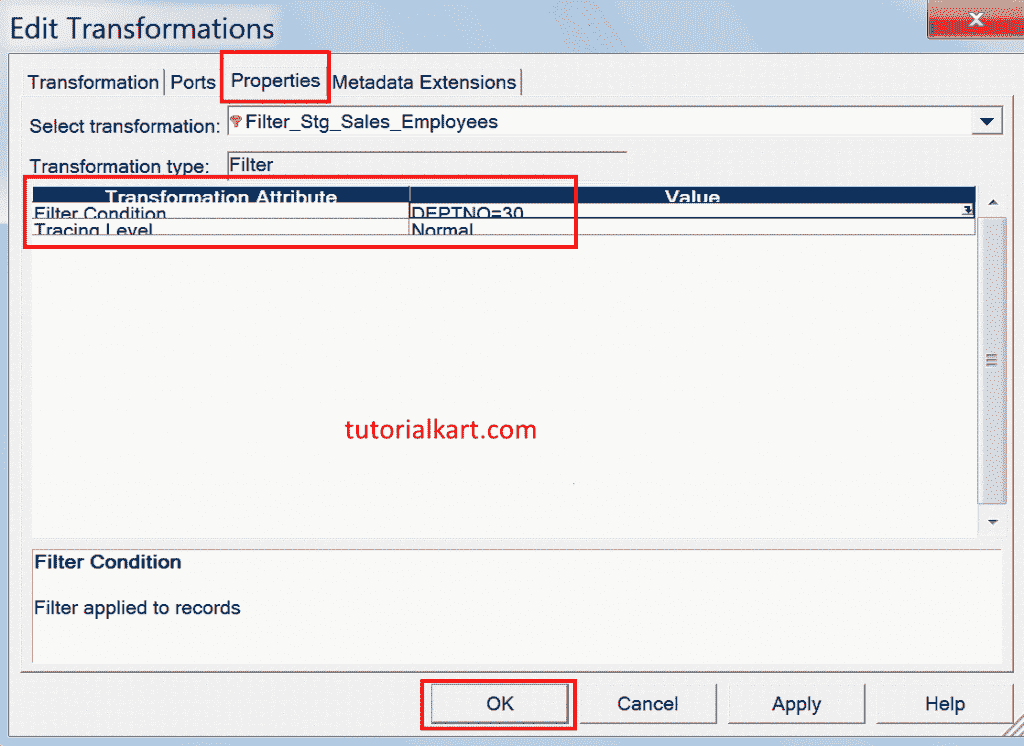 Edit Transformations
Transformation Ports Properties Metadata Extensions
Select transformation: Filter_Stg_Sales_Employees
Transformation type: Filter
Transformation Attribute Value
Filter Condition DEPTNO=30
Tracing Level Normal
tutorialkart.com
Filter Condition
Filter applied to records
OK Cancel Apply Help